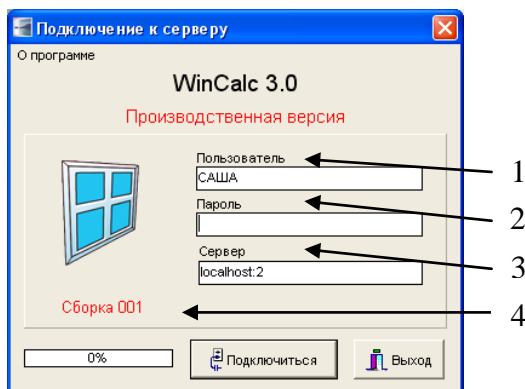 Подключение к серверу
О программе
WinCalc 3.0
Производственная версия
Пользователь
1
САША
Пароль
2
Сервер
3
localhost:2
Сборка 001
4
0%
Подключиться
Выход